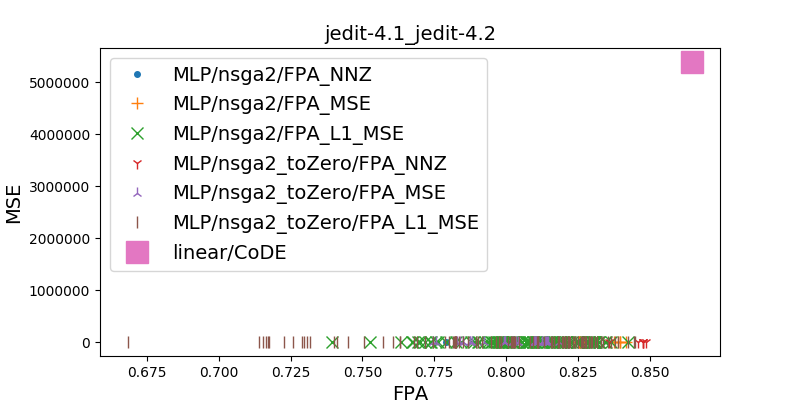 jedit-4.1_jedit-4.2
MLP/nsga2/FPA_NNZ
MLP/nsga2/FPA_MSE
MLP/nsga2/FPA_L1_MSE
MLP/nsga2_toZero/FPA_NNZ
MLP/nsga2_toZero/FPA_MSE
MLP/nsga2_toZero/FPA_L1_MSE
linear/CoDE
MSE
5000000
4000000
3000000
2000000
1000000
0
0.675 0.700 0.725 0.750 0.775 0.800 0.825 0.850
FPA